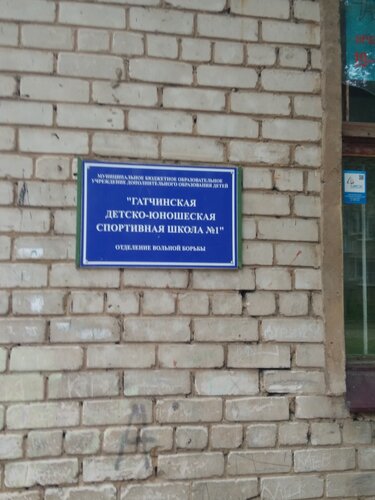 МУНИЦИПАЛЬНОЕ БЮДЖЕТНОЕ ОБРАЗОВАТЕЛЬНОЕ
УЧРЕЖДЕНИЕ ДОПОЛНИТЕЛЬНОГО ОБРАЗОВАНИЯ ДЕТЕЙ
"ГАТЧИНСКАЯ
ДЕТСКО-ЮНОШЕСКАЯ
СПОРТИВНАЯ ШКОЛА №1"
ОТДЕЛЕНИЕ ВОЛЬНОЙ БОРЬБЫ